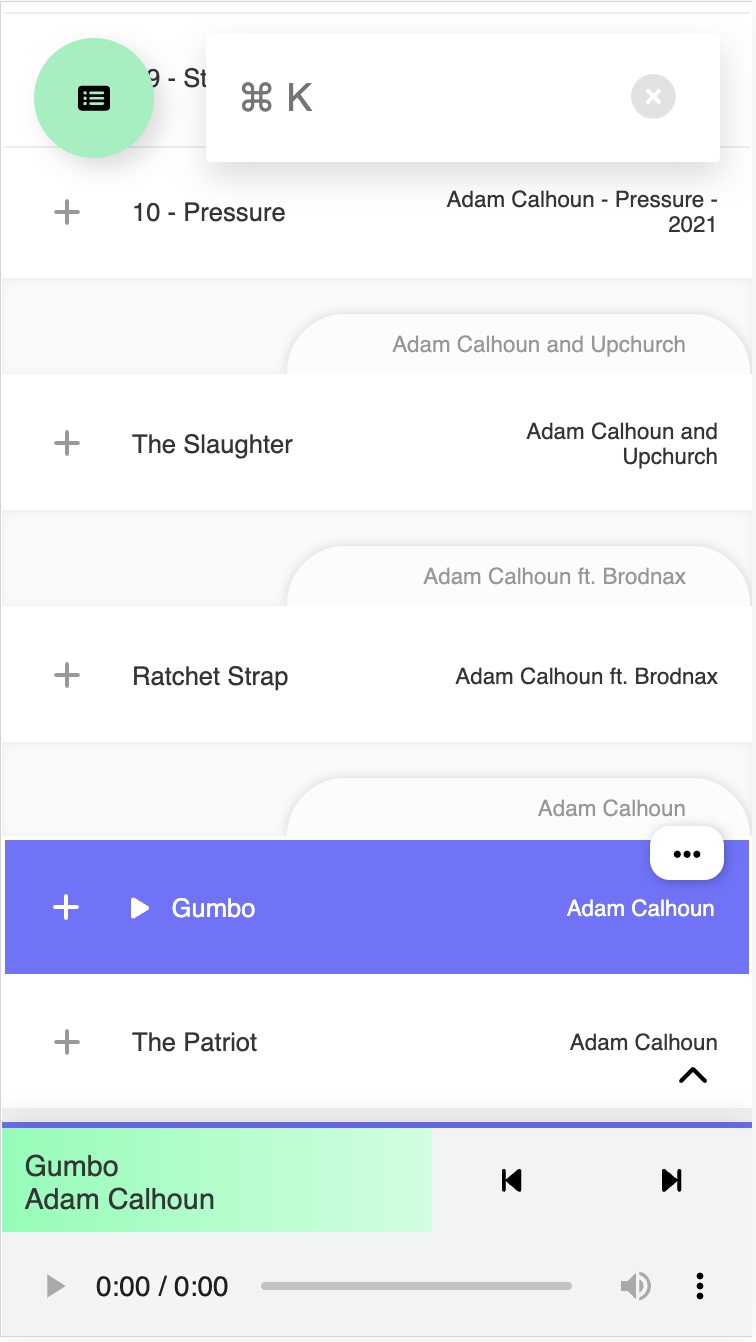 9 - St
⌘ K
10 - Pressure
Adam Calhoun - Pressure -
2021
Adam Calhoun and Upchurch
The Slaughter
Adam Calhoun and
Upchurch
Adam Calhoun ft. Brodnax
Ratchet Strap
Adam Calhoun ft. Brodnax
Adam Calhoun
Gumbo
Adam Calhoun
The Patriot
Adam Calhoun
Gumbo
Adam Calhoun
0:00 / 0:00